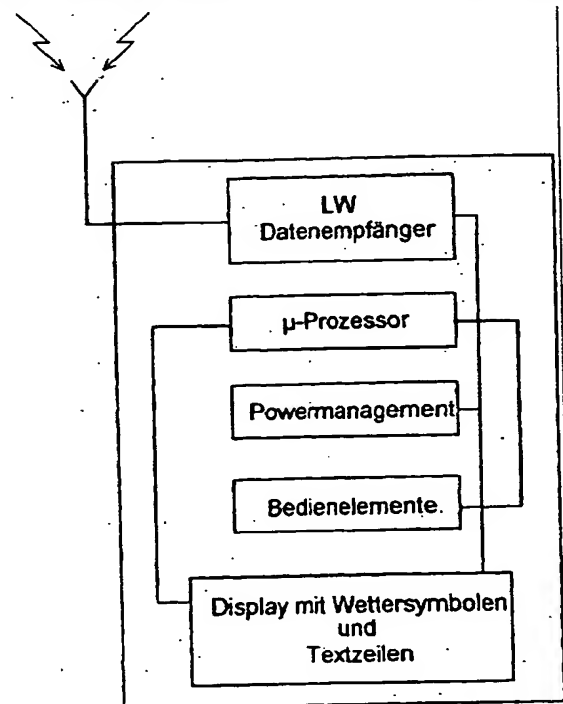 LW
Datenempfänger
µ-Prozessor
Powermanagement
Bedienelemente.
Display mit Wettersymbolen
und
Textzeilen